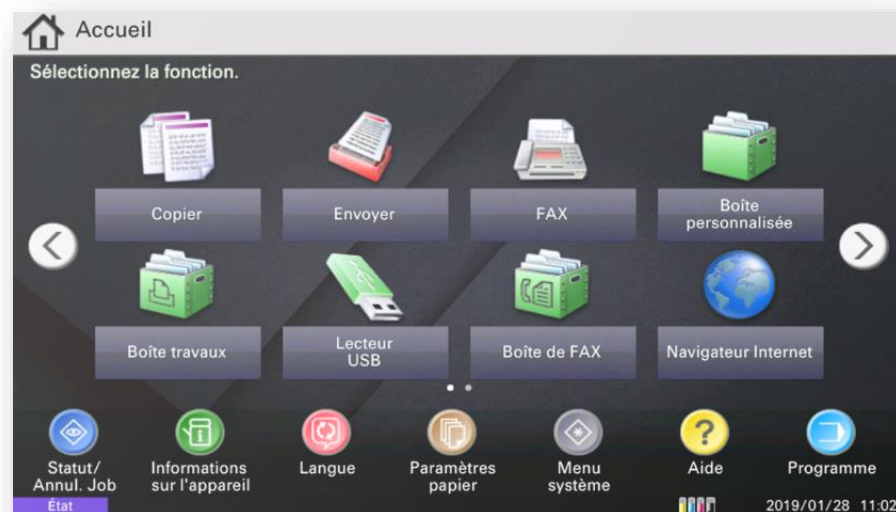 Accueil
Sélectionnez la fonction.
Copier
Envoyer
FAX
Boîte
personnalisée
Boîte travaux
Lecteur
USB
Boîte de FAX
Navigateur Internet
Statut/
Annul. Job
Informations
sur l'appareil
Langue
Paramètres
papier
Menu
système
Aide
Programme
État
2019/01/28 11:02